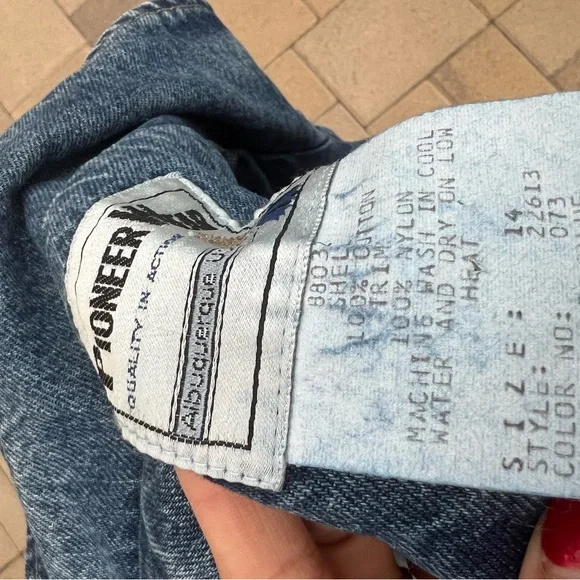 PIONEER W
QUALITY IN ACTI
Albuquerque U
8803
SHELL
100% COTTON
TRIM
100% NYLON
MACHINE WASH IN COOL
WATER AND DRY ON LOW
HEAT
SIZE: 14
STYLE: 22613
COLOR NO: 073